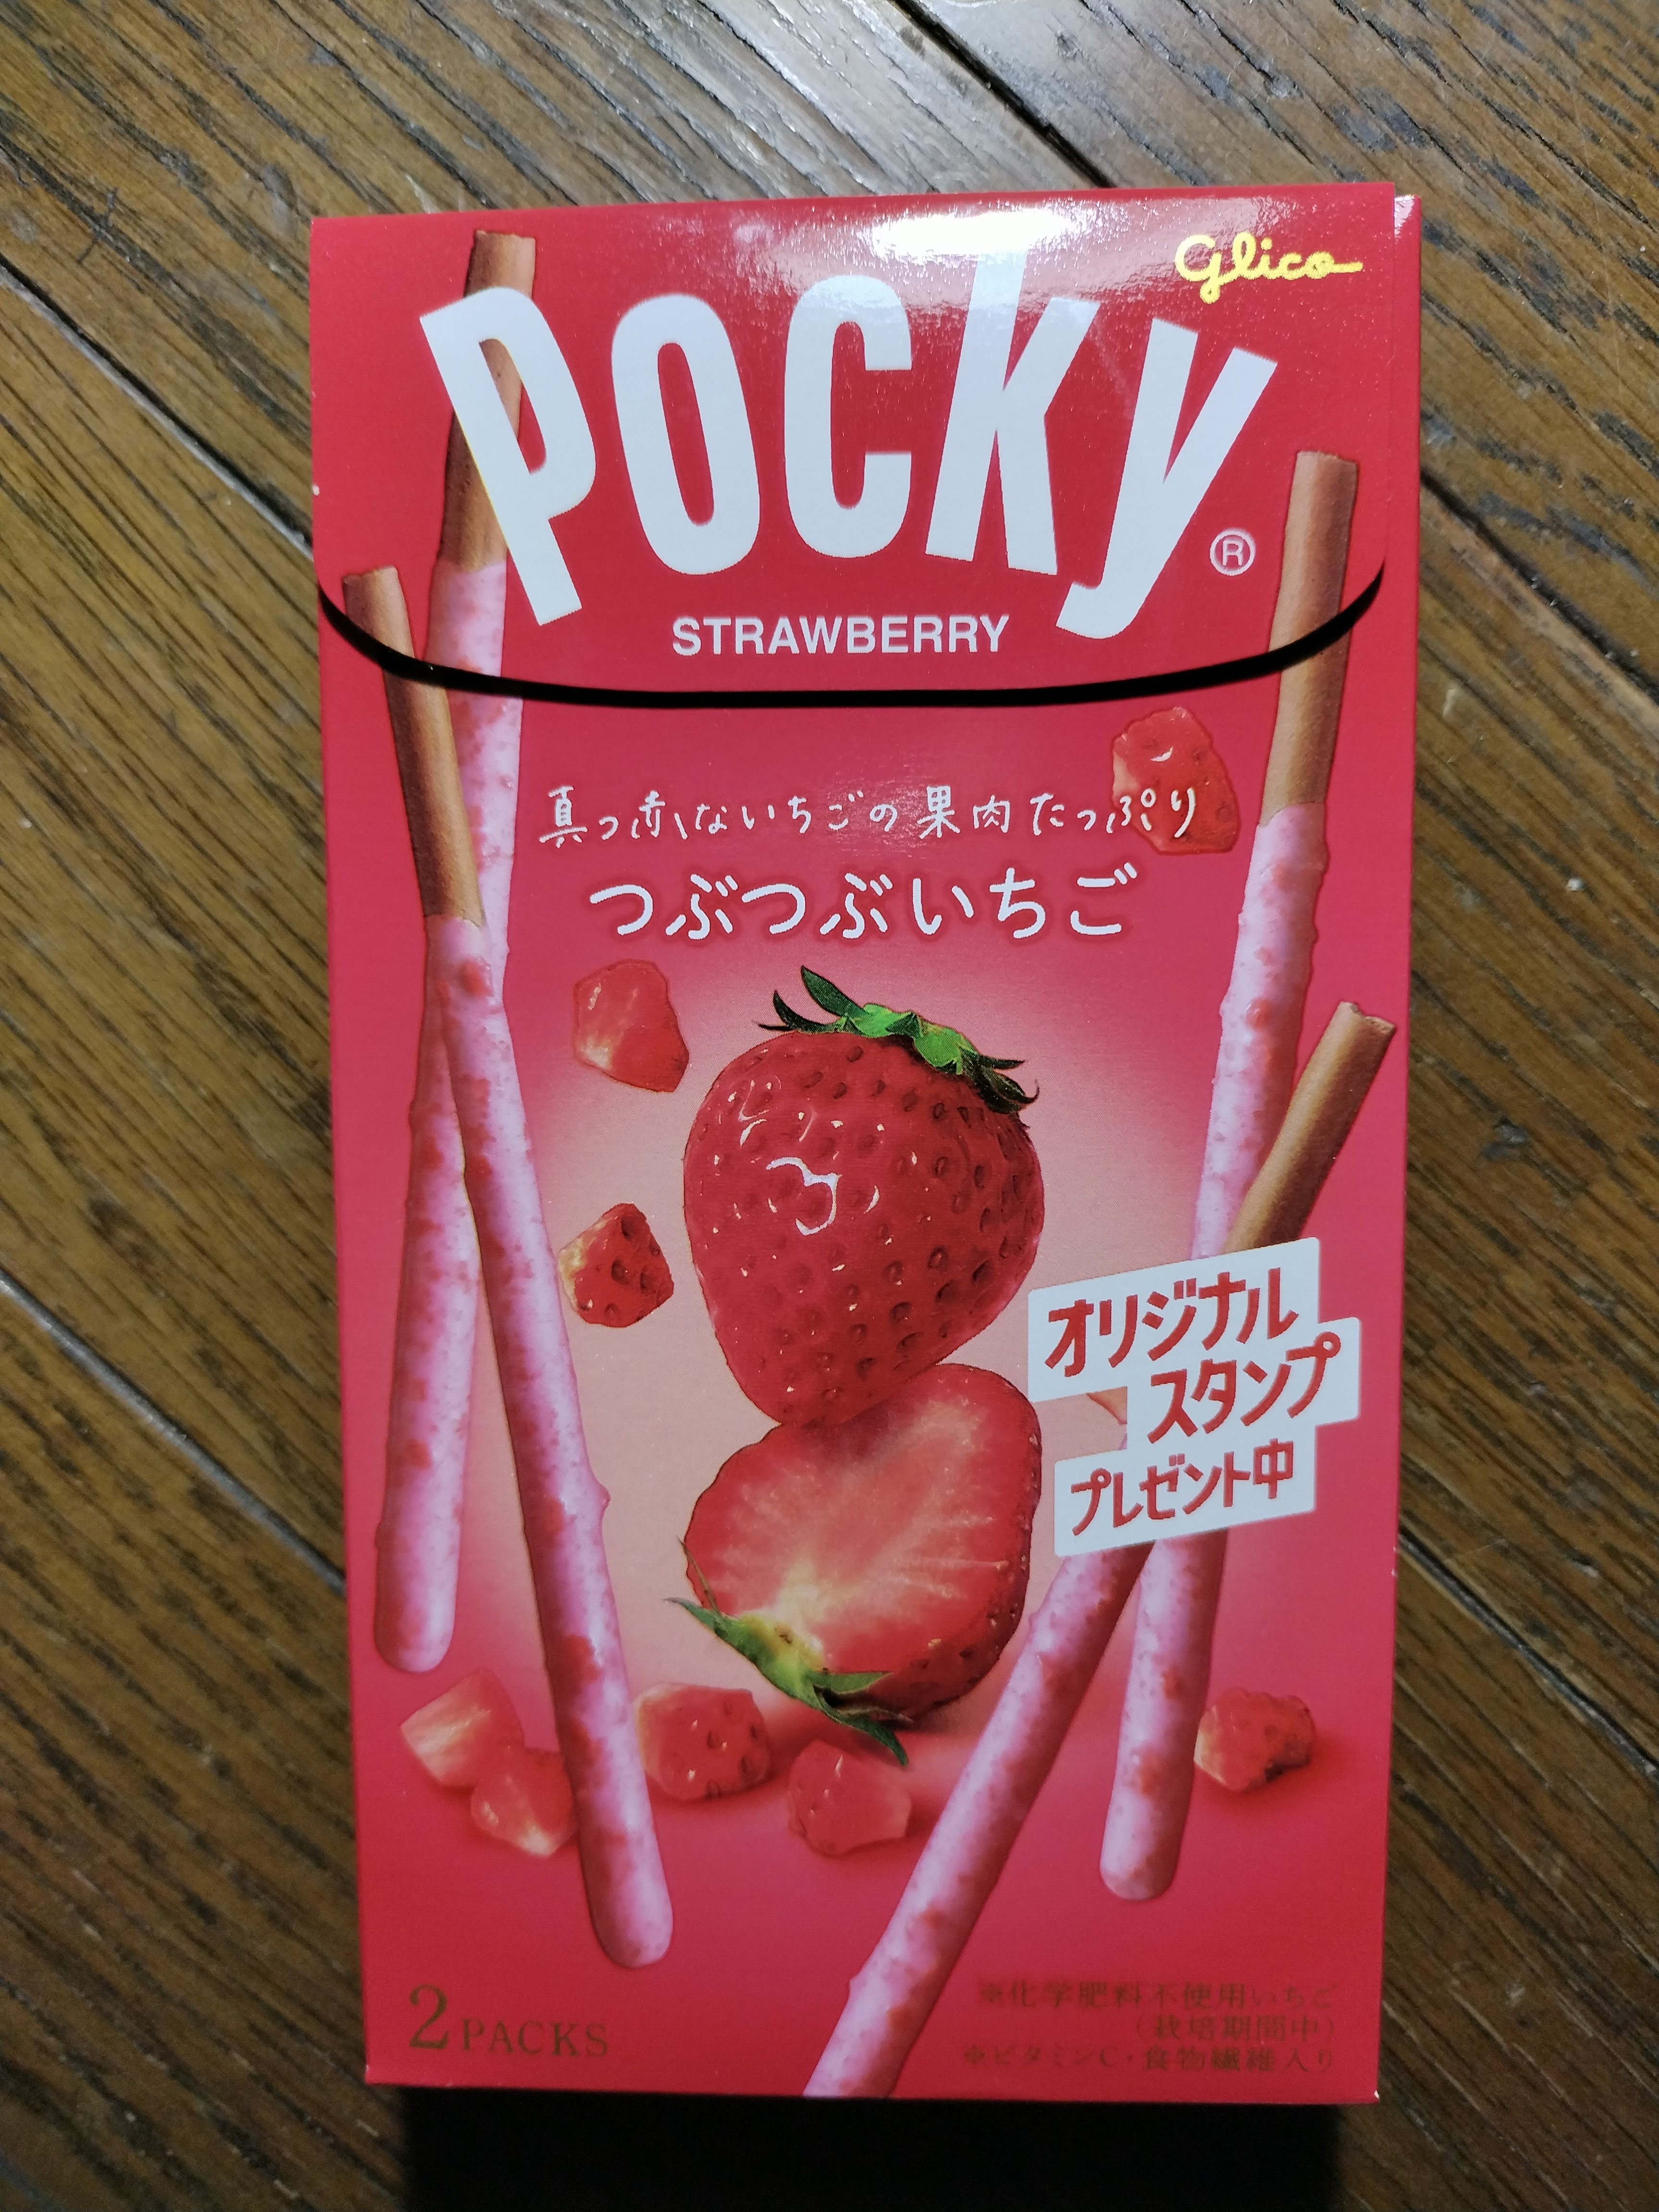 Glico
POCKY®
STRAWBERRY
真っ赤ないちごの果肉たっぷり
つぶつぶいちご
オリジナル
スタンプ
プレゼント中
2 PACKS
※化学肥料不使用いちご
(栽培期間中)
※ビタミンC・食物繊維入り